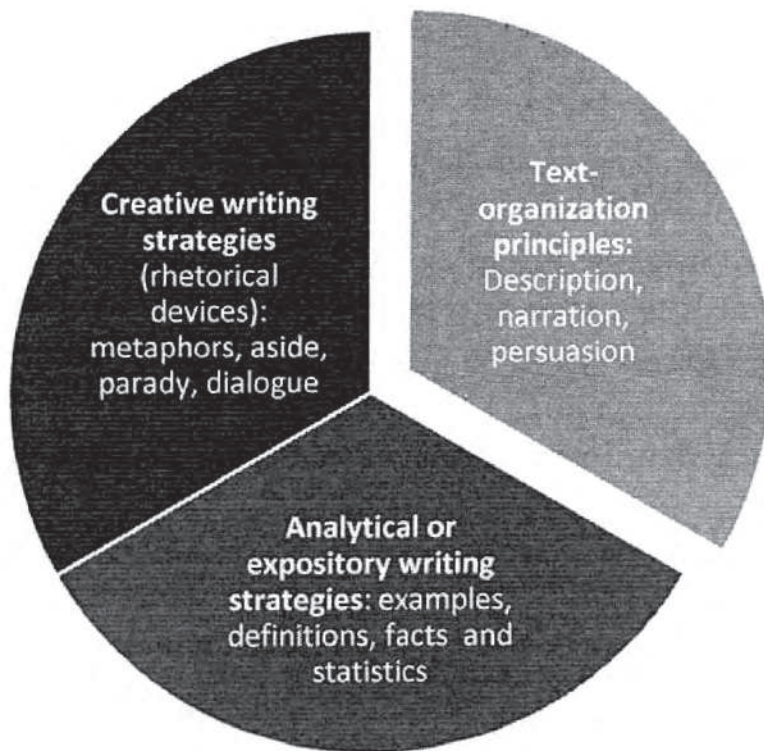 Creative writing
strategies
(rhetorical
devices):
metaphors, aside,
parady, dialogue
Text-
organization
principles:
Description,
narration,
persuasion
Analytical or
expository writing
strategies: examples,
definitions, facts and
statistics